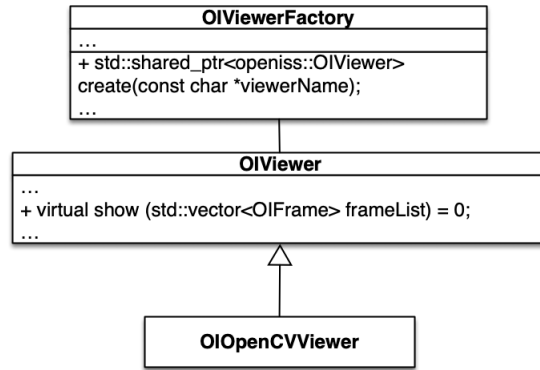 OIViewerFactory
...
+ std::shared_ptr<openiss::OIViewer>
create(const char *viewerName);
...
OIViewer
...
+ virtual show (std::vector<OIFrame> frameList) = 0;
...
OIOpenCVViewer